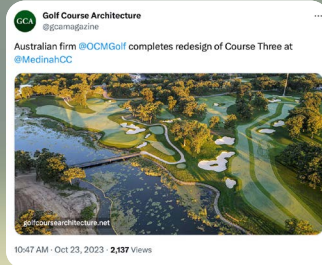 GCA
Golf Course Architecture
@gcamagazine
Australian firm @OCMGolf completes redesign of Course Three at
@MedinahCC
golfcoursearchitecture.net
10:47 AM · Oct 23, 2023 · 2,137 Views